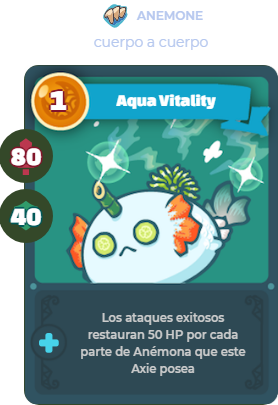 ANEMONE
cuerpo a cuerpo
1
Aqua Vitality
80
40
Los ataques exitosos
restauran 50 HP por cada
parte de Anémona que este
Axie posea